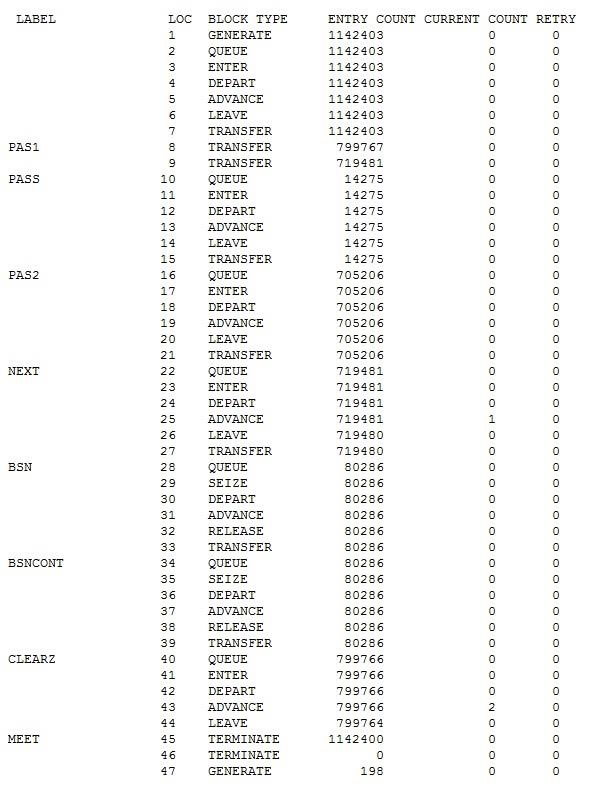 LABEL LOC BLOCK TYPE ENTRY COUNT CURRENT COUNT RETRY
1 GENERATE 1142403 0 0
2 QUEUE 1142403 0 0
3 ENTER 1142403 0 0
4 DEPART 1142403 0 0
5 ADVANCE 1142403 0 0
6 LEAVE 1142403 0 0
7 TRANSFER 1142403 0 0
PAS1 8 TRANSFER 799767 0 0
9 TRANSFER 719481 0 0
PASS 10 QUEUE 14275 0 0
11 ENTER 14275 0 0
12 DEPART 14275 0 0
13 ADVANCE 14275 0 0
14 LEAVE 14275 0 0
15 TRANSFER 14275 0 0
PAS2 16 QUEUE 705206 0 0
17 ENTER 705206 0 0
18 DEPART 705206 0 0
19 ADVANCE 705206 0 0
20 LEAVE 705206 0 0
21 TRANSFER 705206 0 0
NEXT 22 QUEUE 719481 0 0
23 ENTER 719481 0 0
24 DEPART 719481 0 0
25 ADVANCE 719481 1 0
26 LEAVE 719480 0 0
27 TRANSFER 719480 0 0
BSN 28 QUEUE 80286 0 0
29 SEIZE 80286 0 0
30 DEPART 80286 0 0
31 ADVANCE 80286 0 0
32 RELEASE 80286 0 0
33 TRANSFER 80286 0 0
BSNCONT 34 QUEUE 80286 0 0
35 SEIZE 80286 0 0
36 DEPART 80286 0 0
37 ADVANCE 80286 0 0
38 RELEASE 80286 0 0
39 TRANSFER 80286 0 0
CLEARZ 40 QUEUE 799766 0 0
41 ENTER 799766 0 0
42 DEPART 799766 0 0
43 ADVANCE 799766 2 0
44 LEAVE 799764 0 0
MEET 45 TERMINATE 1142400 0 0
46 TERMINATE 0 0 0
47 GENERATE 198 0 0